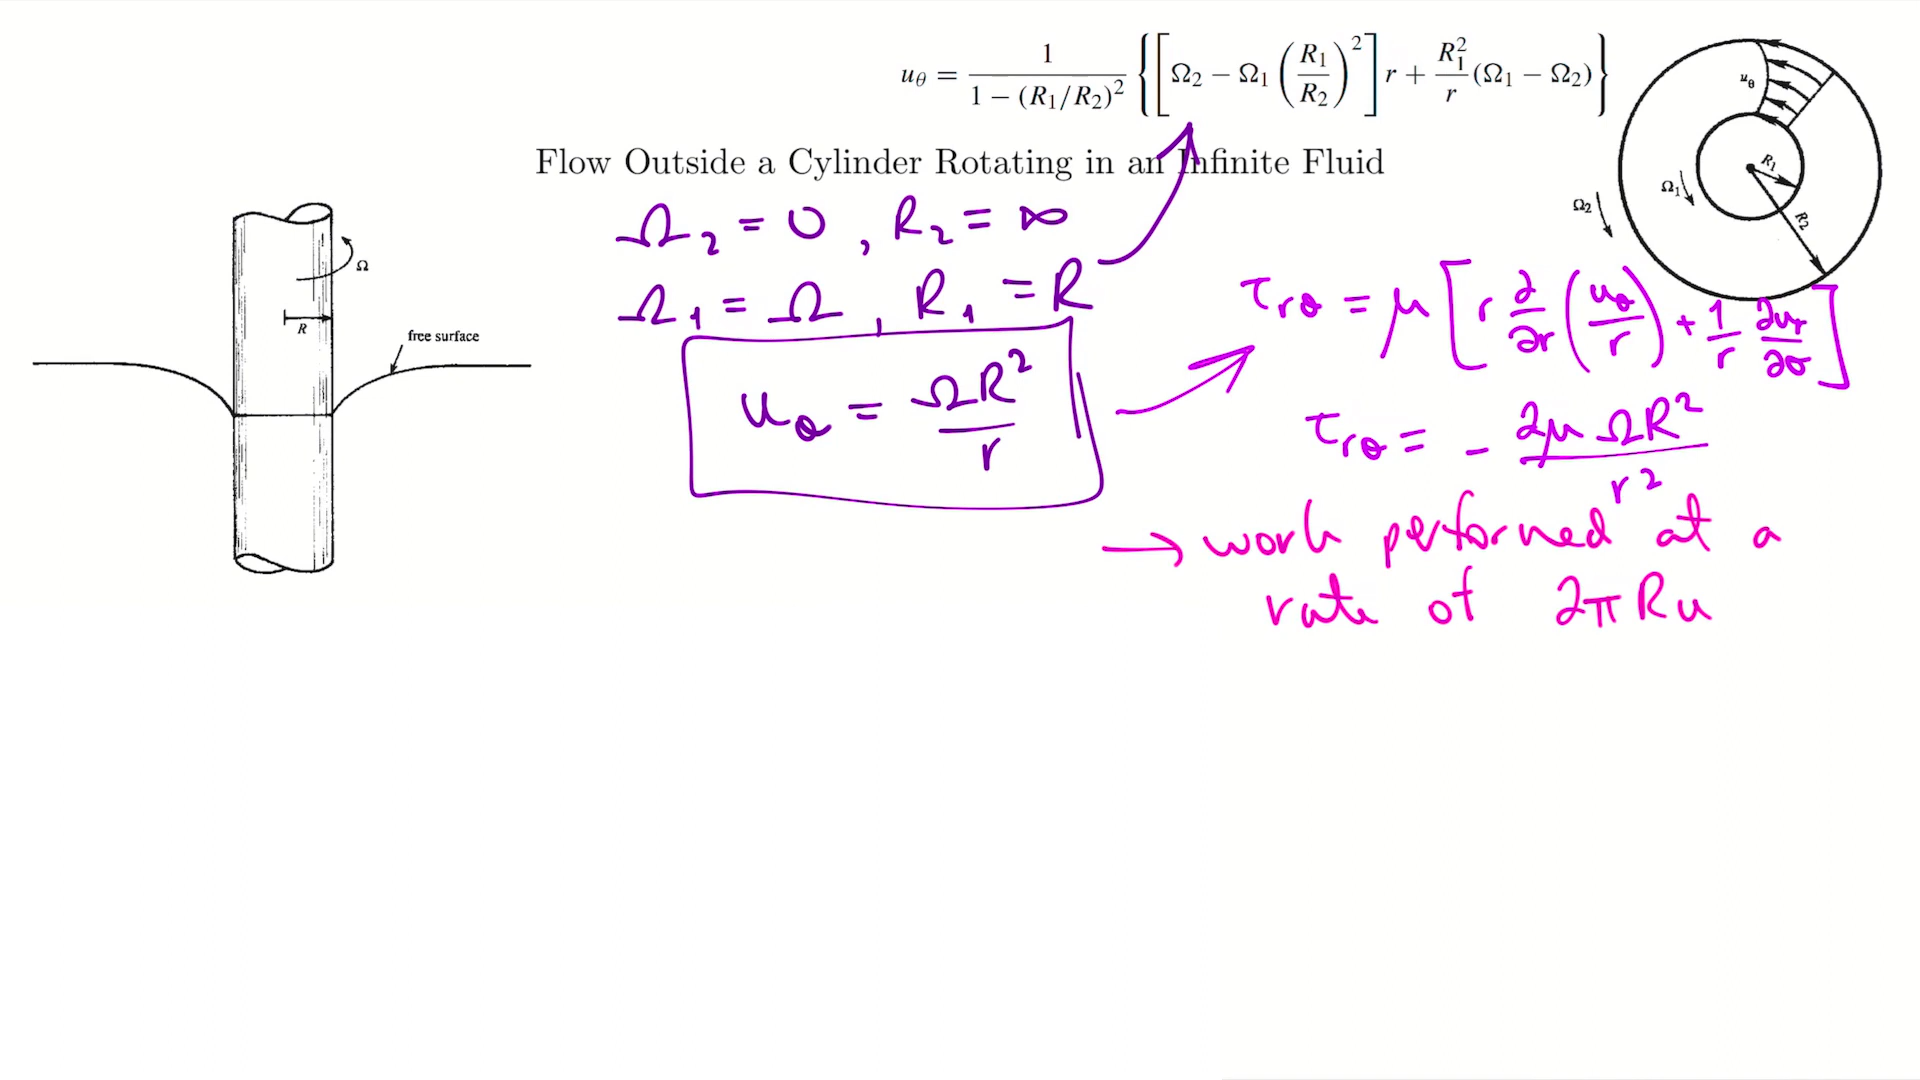 u_θ = 1 / (1 − (R₁/R₂)²) {[Ω₂ − Ω₁ (R₁/R₂)²] r + R₁²/r (Ω₁ − Ω₂)}
Flow Outside a Cylinder Rotating in an Infinite Fluid
Ω₂ = 0 , R₂ = ∞
Ω₁ = Ω , R₁ = R
u_θ = ΩR² / r
τ_rθ = μ [ r ∂/∂r (u_θ/r) + 1/r ∂u_r/∂θ ]
τ_rθ = − 2μΩR² / r²
→ work performed at a
rate of 2πRu
Ω
R
free surface
u_θ
R₁
Ω₁
R₂
Ω₂